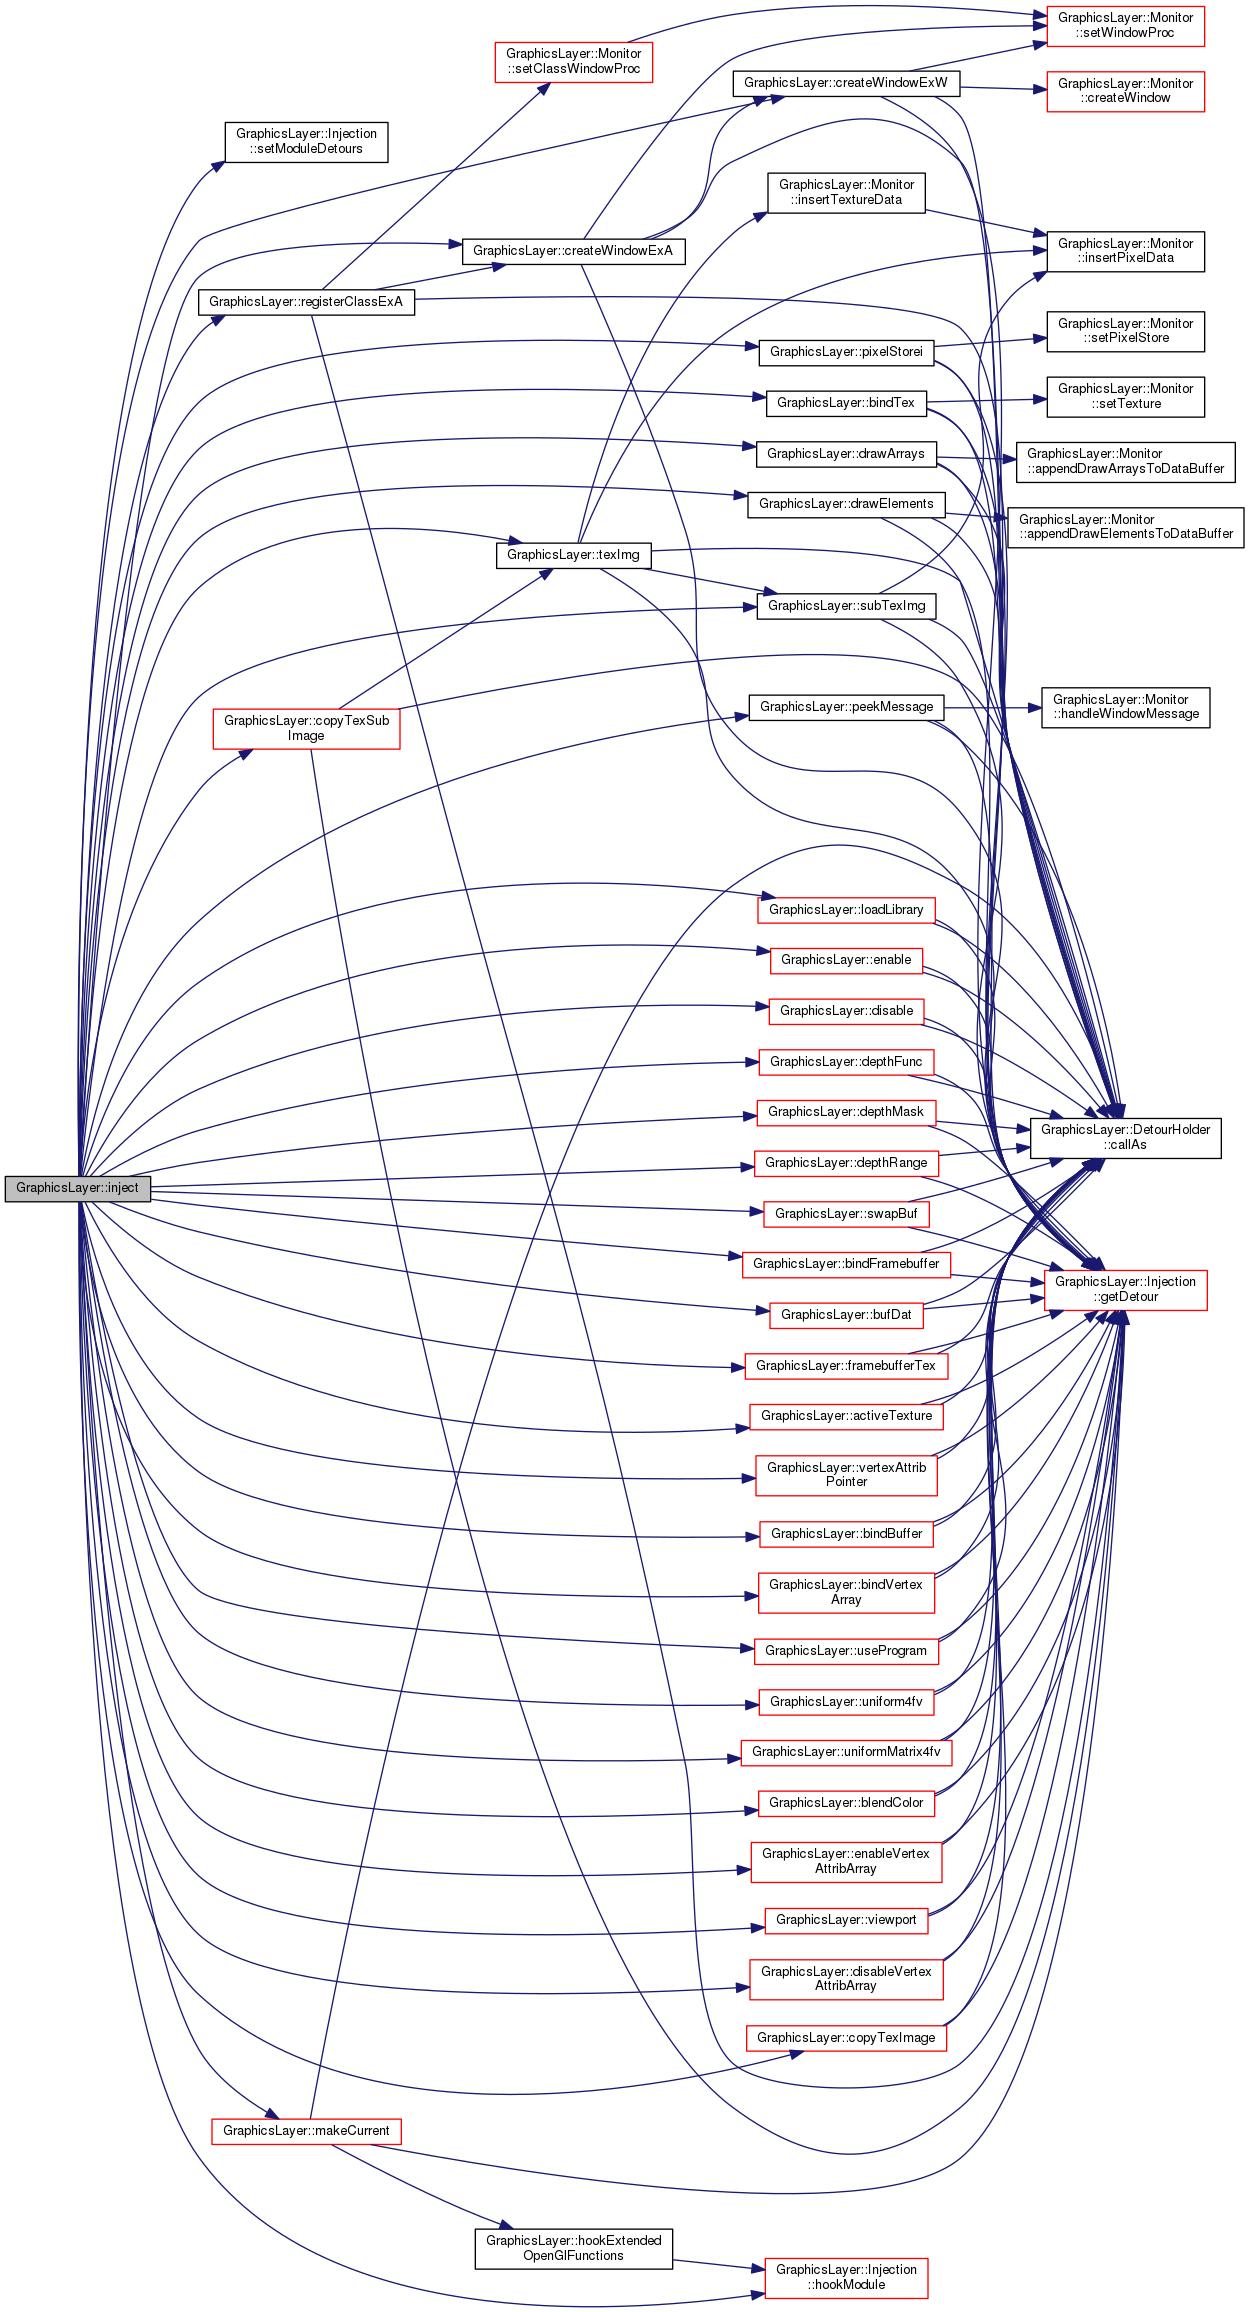 GraphicsLayer::Monitor
::setWindowProc
GraphicsLayer::Monitor
::setClassWindowProc
GraphicsLayer::createWindowExW
GraphicsLayer::Monitor
::createWindow
GraphicsLayer::Injection
::setModuleDetours
GraphicsLayer::Monitor
::insertTextureData
GraphicsLayer::createWindowExA
GraphicsLayer::Monitor
::insertPixelData
GraphicsLayer::registerClassExA
GraphicsLayer::Monitor
::setPixelStore
GraphicsLayer::pixelStorei
GraphicsLayer::Monitor
::setTexture
GraphicsLayer::bindTex
GraphicsLayer::drawArrays
GraphicsLayer::Monitor
::appendDrawArraysToDataBuffer
GraphicsLayer::drawElements
GraphicsLayer::Monitor
::appendDrawElementsToDataBuffer
GraphicsLayer::texImg
GraphicsLayer::subTexImg
GraphicsLayer::copyTexSub
Image
GraphicsLayer::peekMessage
GraphicsLayer::Monitor
::handleWindowMessage
GraphicsLayer::loadLibrary
GraphicsLayer::enable
GraphicsLayer::disable
GraphicsLayer::depthFunc
GraphicsLayer::depthMask
GraphicsLayer::DetourHolder
::callAs
GraphicsLayer::depthRange
GraphicsLayer::inject
GraphicsLayer::swapBuf
GraphicsLayer::bindFramebuffer
GraphicsLayer::Injection
::getDetour
GraphicsLayer::bufDat
GraphicsLayer::framebufferTex
GraphicsLayer::activeTexture
GraphicsLayer::vertexAttrib
Pointer
GraphicsLayer::bindBuffer
GraphicsLayer::bindVertex
Array
GraphicsLayer::useProgram
GraphicsLayer::uniform4fv
GraphicsLayer::uniformMatrix4fv
GraphicsLayer::blendColor
GraphicsLayer::enableVertex
AttribArray
GraphicsLayer::viewport
GraphicsLayer::disableVertex
AttribArray
GraphicsLayer::copyTexImage
GraphicsLayer::makeCurrent
GraphicsLayer::hookExtended
OpenGlFunctions
GraphicsLayer::Injection
::hookModule